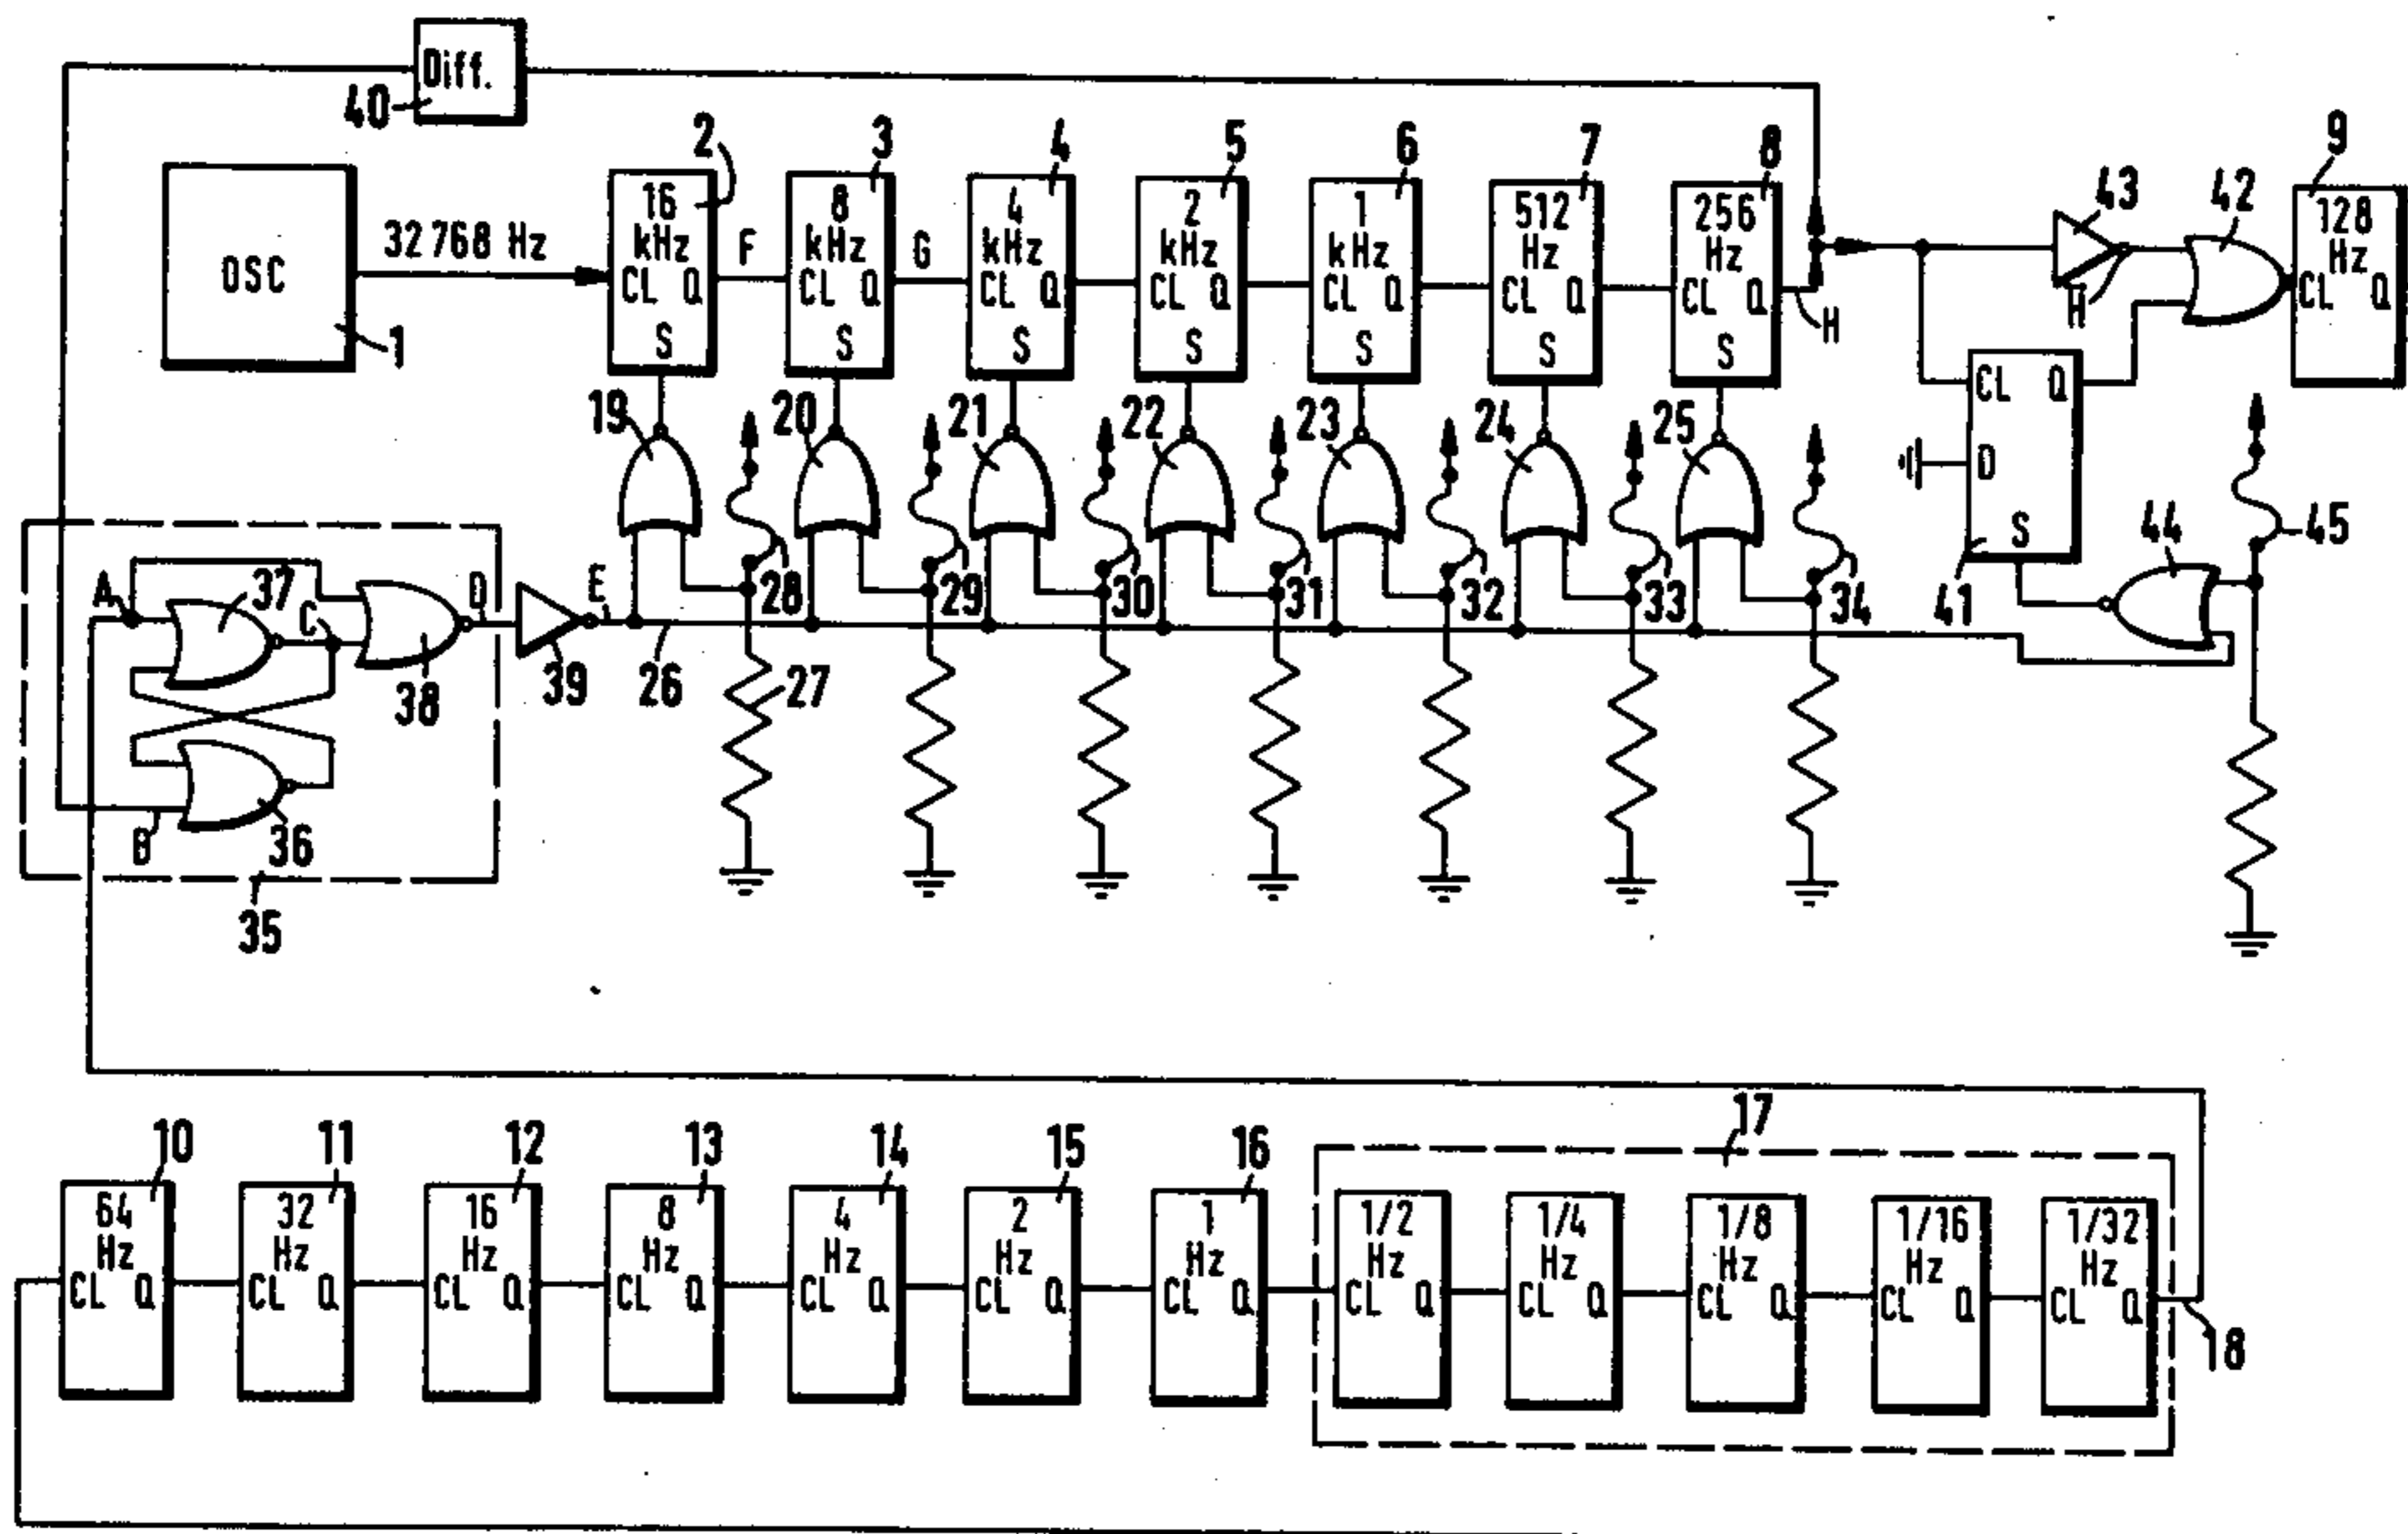 Diff.
40
OSC
1
32 768 Hz
2
16
kHz
CL Q
S
F
3
8
kHz
CL Q
S
G
4
4
kHz
CL Q
S
5
2
kHz
CL Q
S
6
1
kHz
CL Q
S
7
512
Hz
CL Q
S
8
256
Hz
CL Q
S
H
43
H̅
42
9
128
Hz
CL Q
19
20
21
22
23
24
25
CL Q
D
S
41
44
45
28
29
30
31
32
33
34
A
37
C
D
E
38
39
26
27
B
36
35
10
64
Hz
CL Q
11
32
Hz
CL Q
12
16
Hz
CL Q
13
8
Hz
CL Q
14
4
Hz
CL Q
15
2
Hz
CL Q
16
1
Hz
CL Q
17
1/2
Hz
CL Q
1/4
Hz
CL Q
1/8
Hz
CL Q
1/16
Hz
CL Q
1/32
Hz
CL Q
18